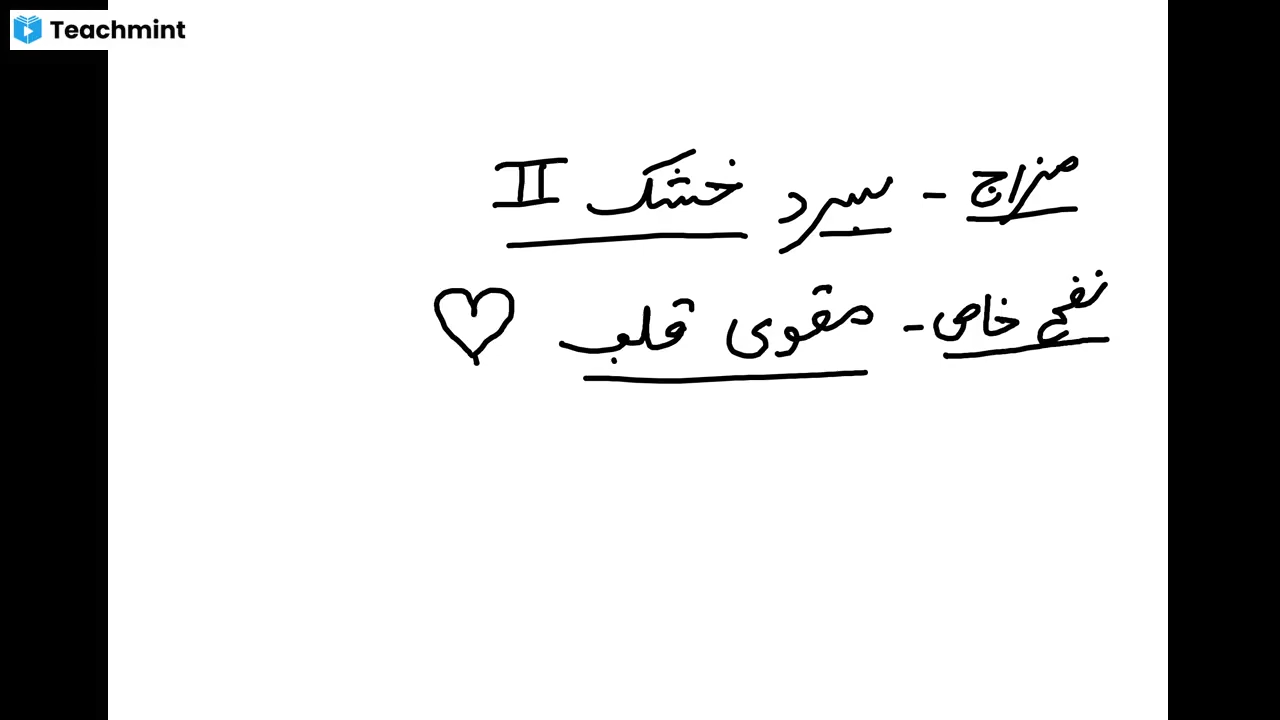 Teachmint
مزاج - سرد خشک II
نفع خاص - مقوی قلب